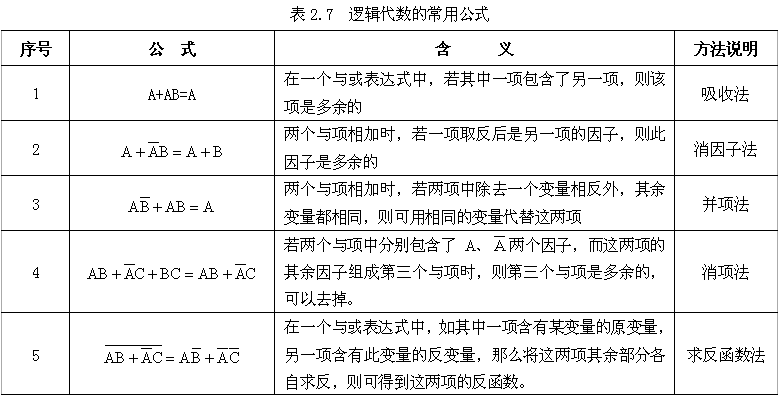 表 2.7 逻辑代数的常用公式
序号 公 式 含 义 方法说明
1 A+AB=A 在一个与或表达式中，若其中一项包含了另一项，则该
项是多余的 吸收法
2 A + A̅B = A + B 两个与项相加时，若一项取反后是另一项的因子，则此
因子是多余的 消因子法
3 AB̅ + AB = A 两个与项相加时，若两项中除去一个变量相反外，其余
变量都相同，则可用相同的变量代替这两项 并项法
4 AB + A̅C + BC = AB + A̅C 若两个与项中分别包含了 A、A̅ 两个因子，而这两项的
其余因子组成第三个与项时，则第三个与项是多余的，
可以去掉。 消项法
5 A̅B̅ ̅+̅ ̅A̿C̅ = AB̅ + A̅C̅ 在一个与或表达式中，如其中一项含有某变量的原变量，
另一项含有此变量的反变量，那么将这两项其余部分各
自求反，则可得到这两项的反函数。 求反函数法